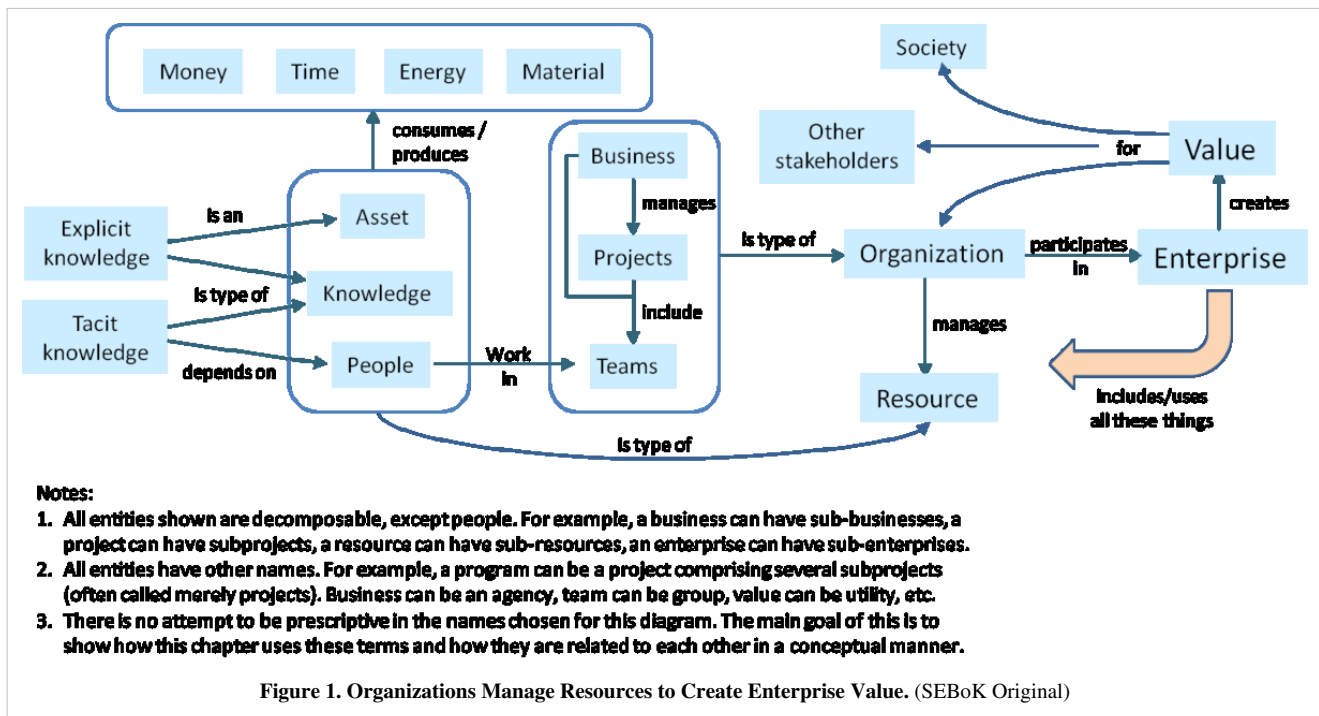 Money
Time
Energy
Material
Society
consumes /
produces
Other
stakeholders
for
Value
Business
manages
creates
Explicit
knowledge
Is an
Asset
Projects
Is type of
Organization
participates
in
Enterprise
Is type of
Knowledge
include
manages
Tacit
knowledge
depends on
People
Work
in
Teams
Resource
Includes/uses
all these things
Is type of
Notes:
1. All entities shown are decomposable, except people. For example, a business can have sub-businesses, a
project can have subprojects, a resource can have sub-resources, an enterprise can have sub-enterprises.
2. All entities have other names. For example, a program can be a project comprising several subprojects
(often called merely projects). Business can be an agency, team can be group, value can be utility, etc.
3. There is no attempt to be prescriptive in the names chosen for this diagram. The main goal of this is to
show how this chapter uses these terms and how they are related to each other in a conceptual manner.
Figure 1. Organizations Manage Resources to Create Enterprise Value. (SEBoK Original)